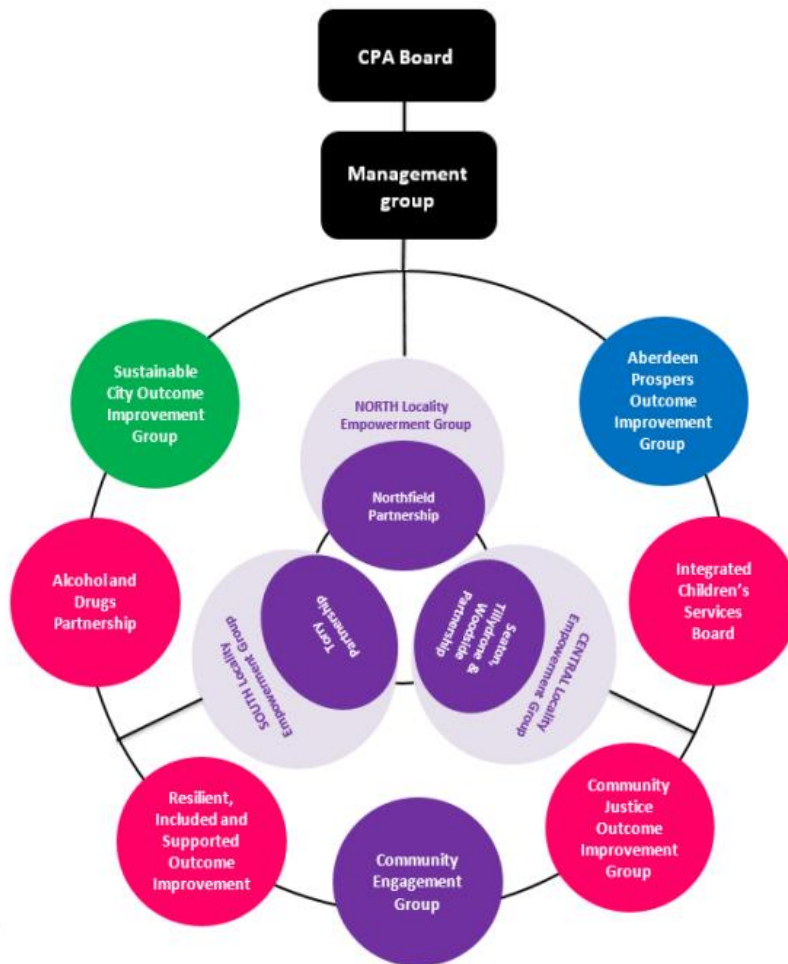 CPA Board
Management
group
Sustainable
City Outcome
Improvement
Group
Aberdeen
Prospers
Outcome
Improvement
Group
NORTH Locality
Empowerment Group
Northfield
Partnership
Alcohol and
Drugs
Partnership
Torry
Partnership
SOUTH Locality
Empowerment Group
Seaton,
Tillydrone &
Woodside
Partnership
CENTRAL Locality
Empowerment Group
Integrated
Children's
Services
Board
Resilient,
Included and
Supported
Outcome
Improvement
Community
Engagement
Group
Community
Justice
Outcome
Improvement
Group